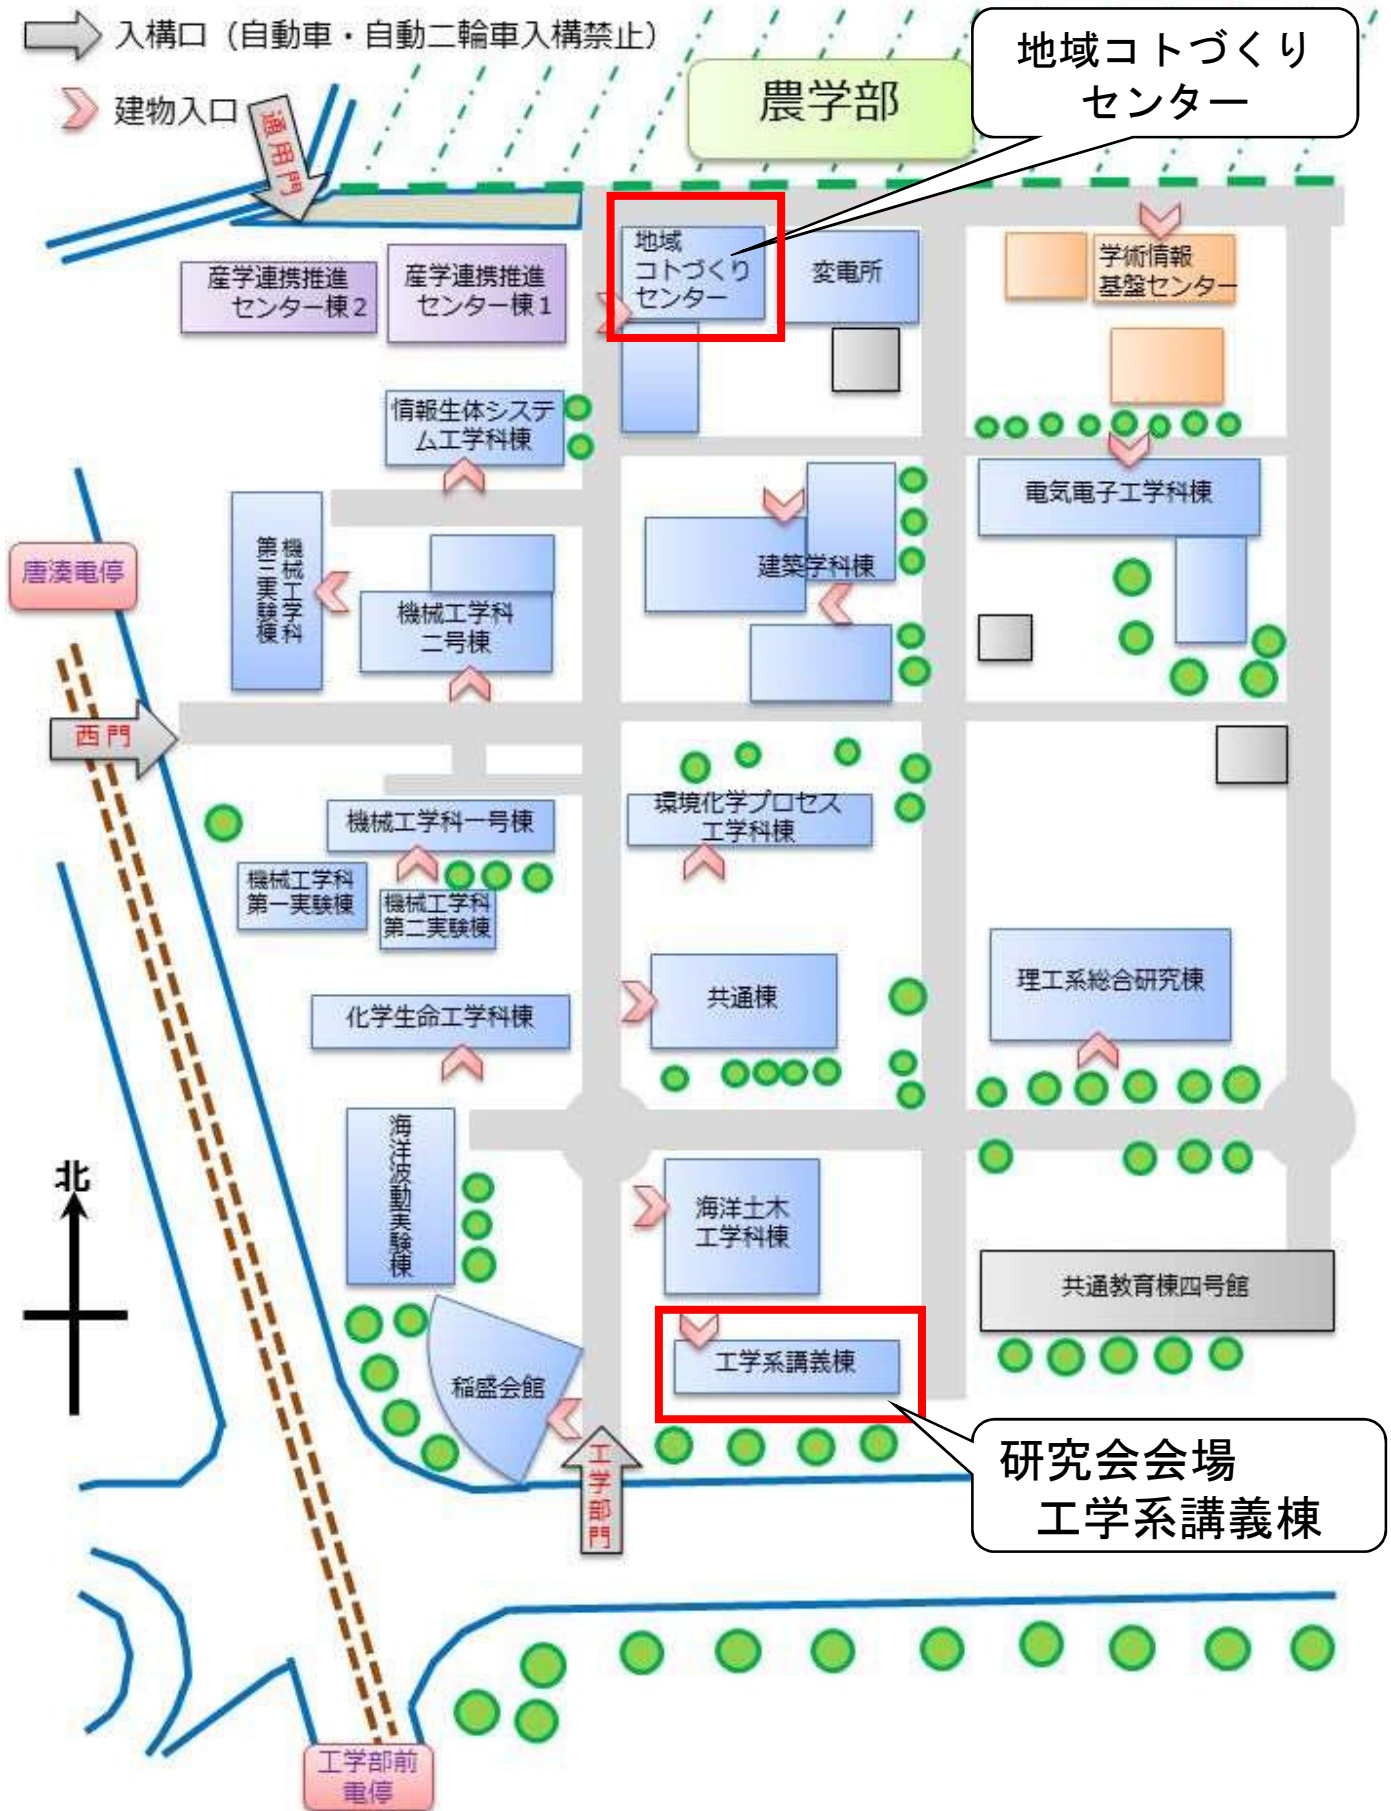 入構口（自動車・自動二輪車入構禁止）
建物入口
通用門
農学部
地域コトづくり
センター
地域
コトづくり
センター
変電所
学術情報
基盤センター
産学連携推進
センター棟２
産学連携推進
センター棟１
情報生体システ
ム工学科棟
電気電子工学科棟
機械工学科
第三実験棟
唐湊電停
機械工学科
二号棟
建築学科棟
西門
機械工学科一号棟
環境化学プロセス
工学科棟
機械工学科
第一実験棟
機械工学科
第二実験棟
共通棟
理工系総合研究棟
化学生命工学科棟
海洋波動実験棟
北
海洋土木
工学科棟
共通教育棟四号館
工学系講義棟
稲盛会館
工学部門
研究会会場
工学系講義棟
工学部前
電停